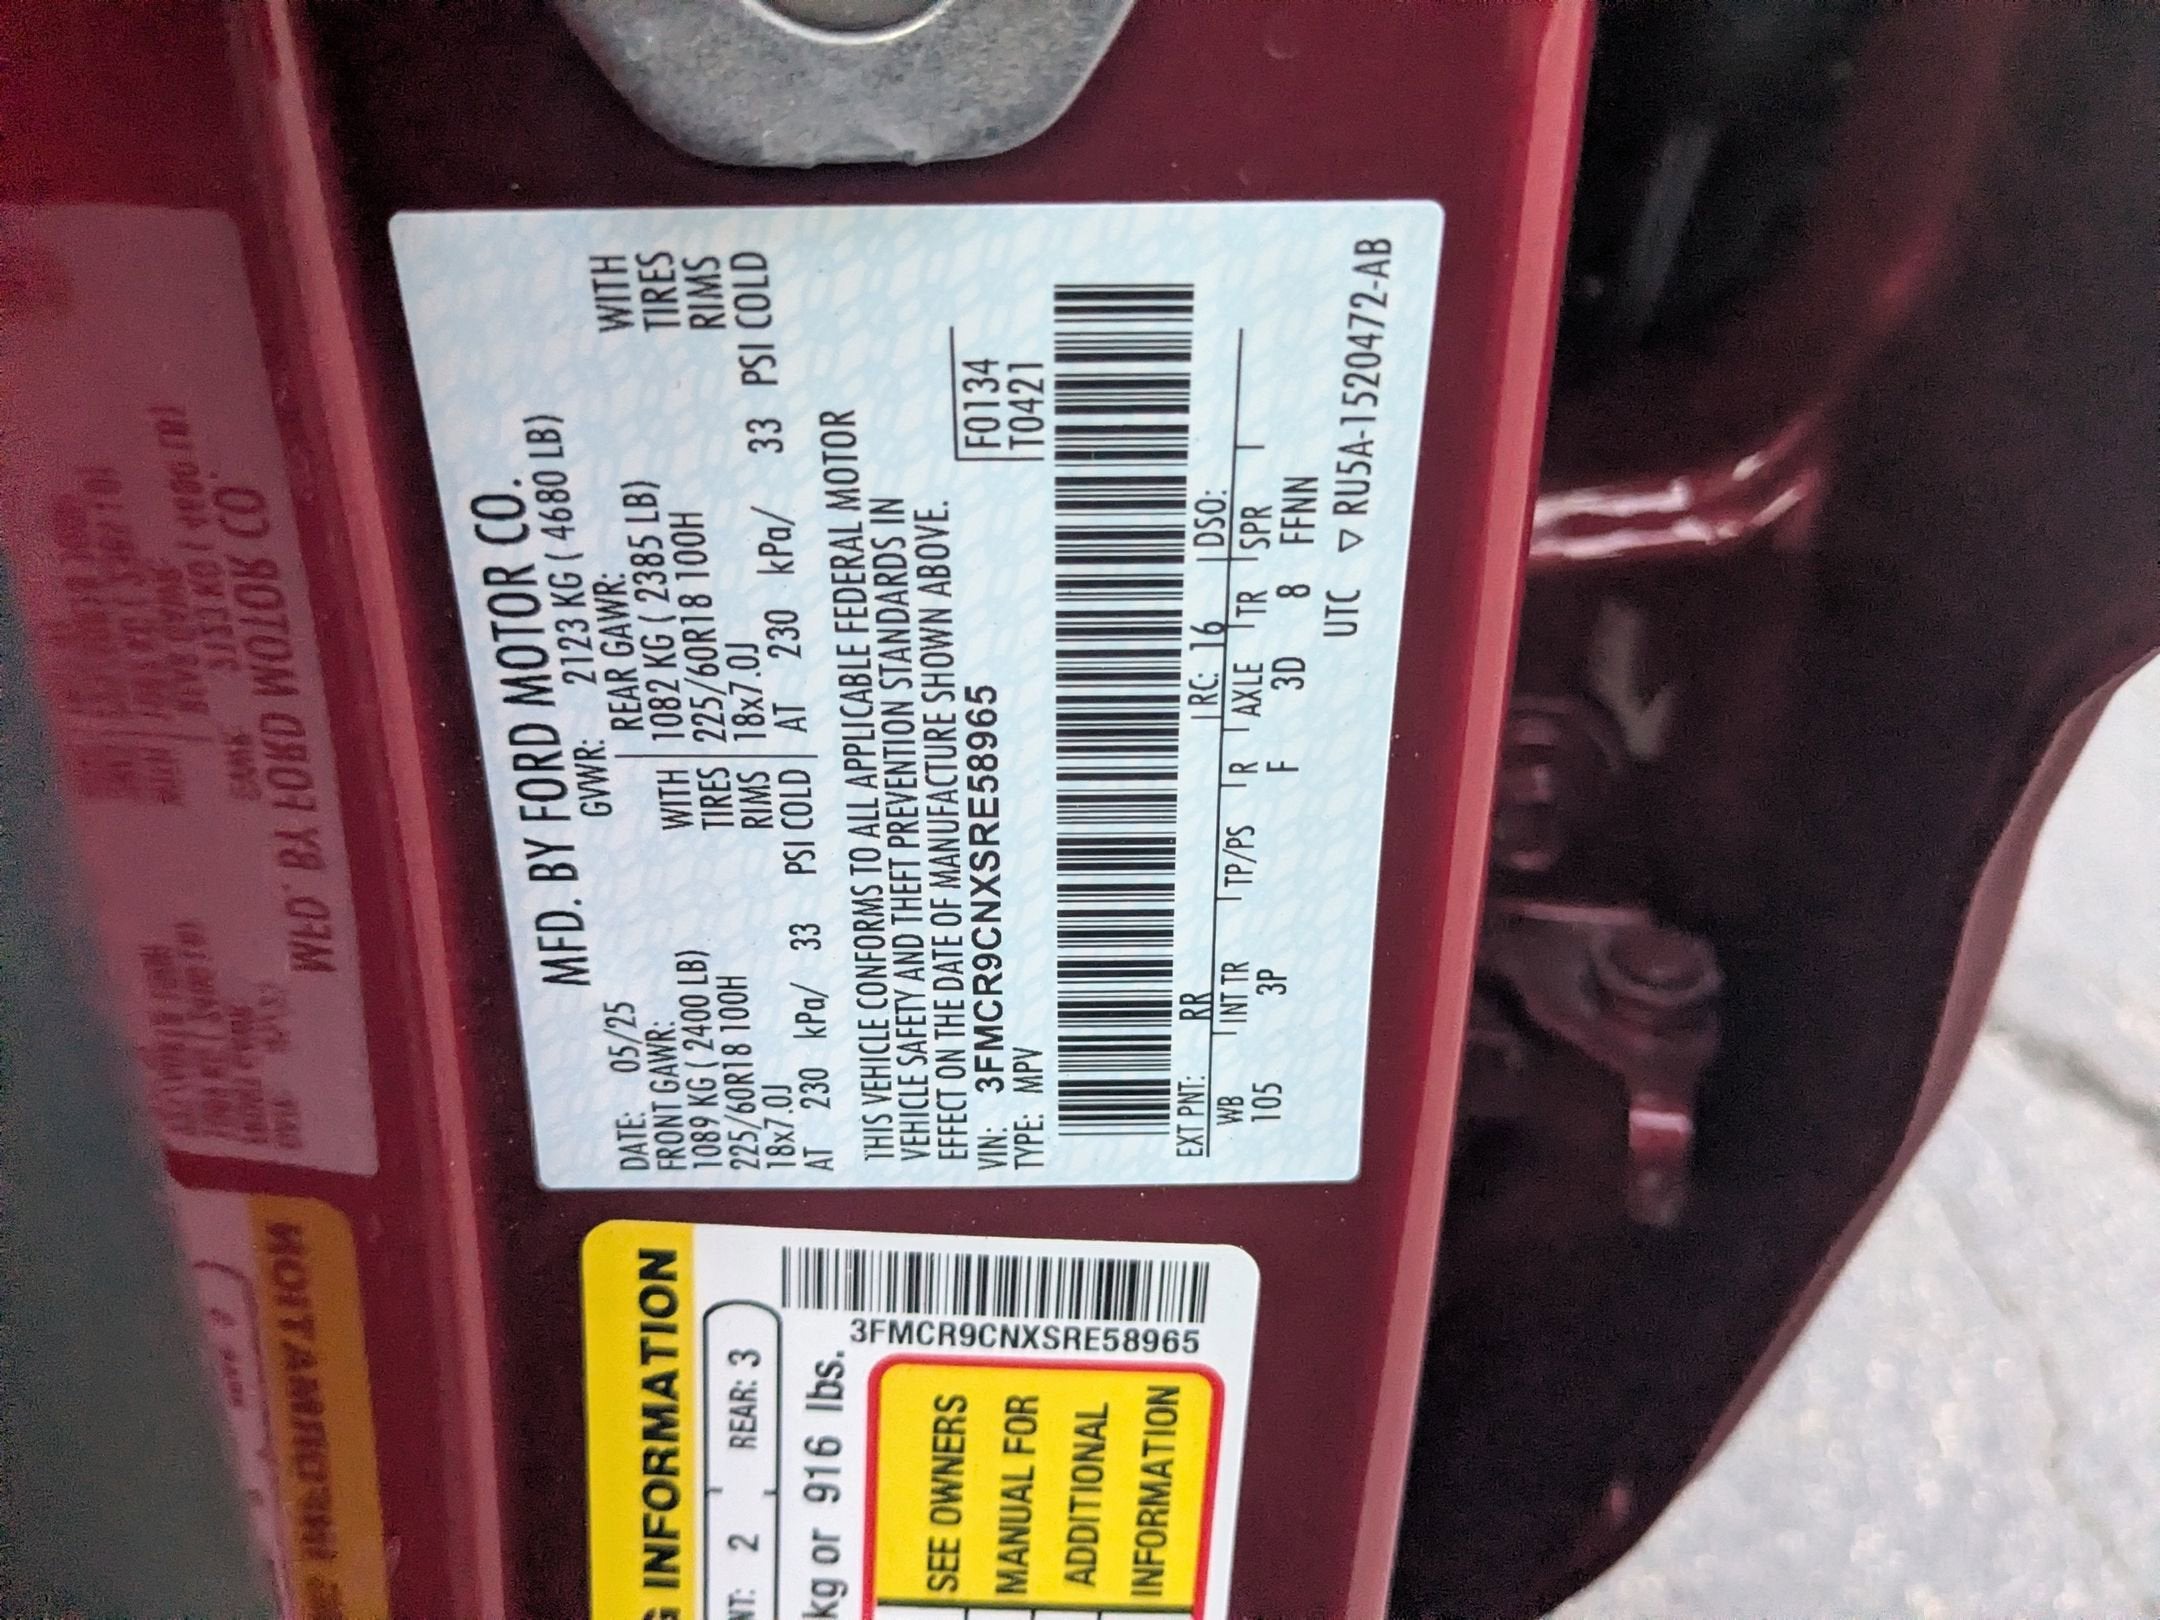 MFD. BY FORD MOTOR CO.
DATE: 05/25 GVWR: 2123 KG ( 4680 LB)
FRONT GAWR: REAR GAWR:
1089 KG ( 2400 LB) WITH 1082 KG ( 2385 LB) WITH
225/60R18 100H TIRES 225/60R18 100H TIRES
18x7.0J RIMS 18x7.0J RIMS
AT 230 kPa/ 33 PSI COLD AT 230 kPa/ 33 PSI COLD
THIS VEHICLE CONFORMS TO ALL APPLICABLE FEDERAL MOTOR
VEHICLE SAFETY AND THEFT PREVENTION STANDARDS IN
EFFECT ON THE DATE OF MANUFACTURE SHOWN ABOVE.
VIN: 3FMCR9CNXSRE58965 F0134
TYPE: MPV T0421
EXT PNT: RR RC: 16 DSO:
WB INT TR TP/PS R AXLE TR SPR
105 3P F 3D 8 FFNN
UTC ▽ RU5A-1520472-AB
INFORMATION
2 REAR: 3
kg or 916 lbs.
3FMCR9CNXSRE58965
SEE OWNERS
MANUAL FOR
ADDITIONAL
INFORMATION